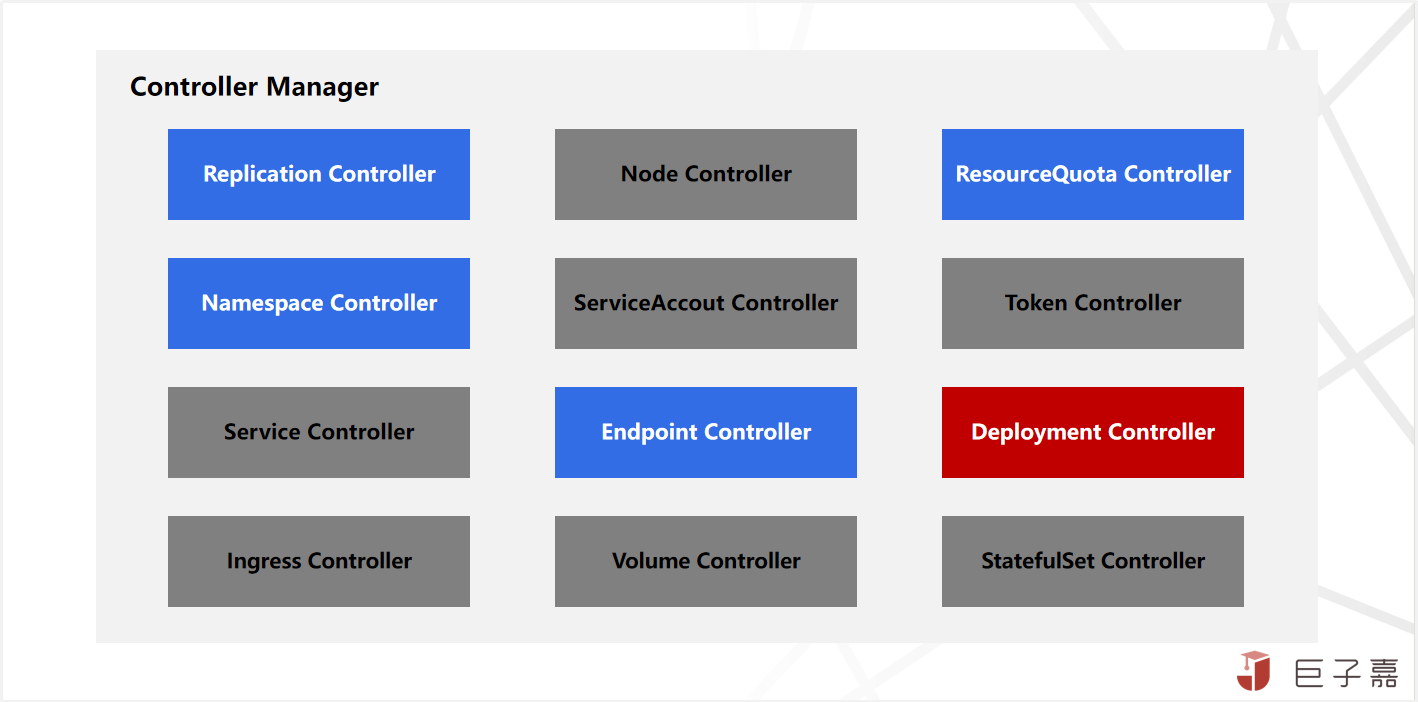 Controller Manager
Replication Controller
Node Controller
ResourceQuota Controller
Namespace Controller
ServiceAccout Controller
Token Controller
Service Controller
Endpoint Controller
Deployment Controller
Ingress Controller
Volume Controller
StatefulSet Controller
巨子嘉